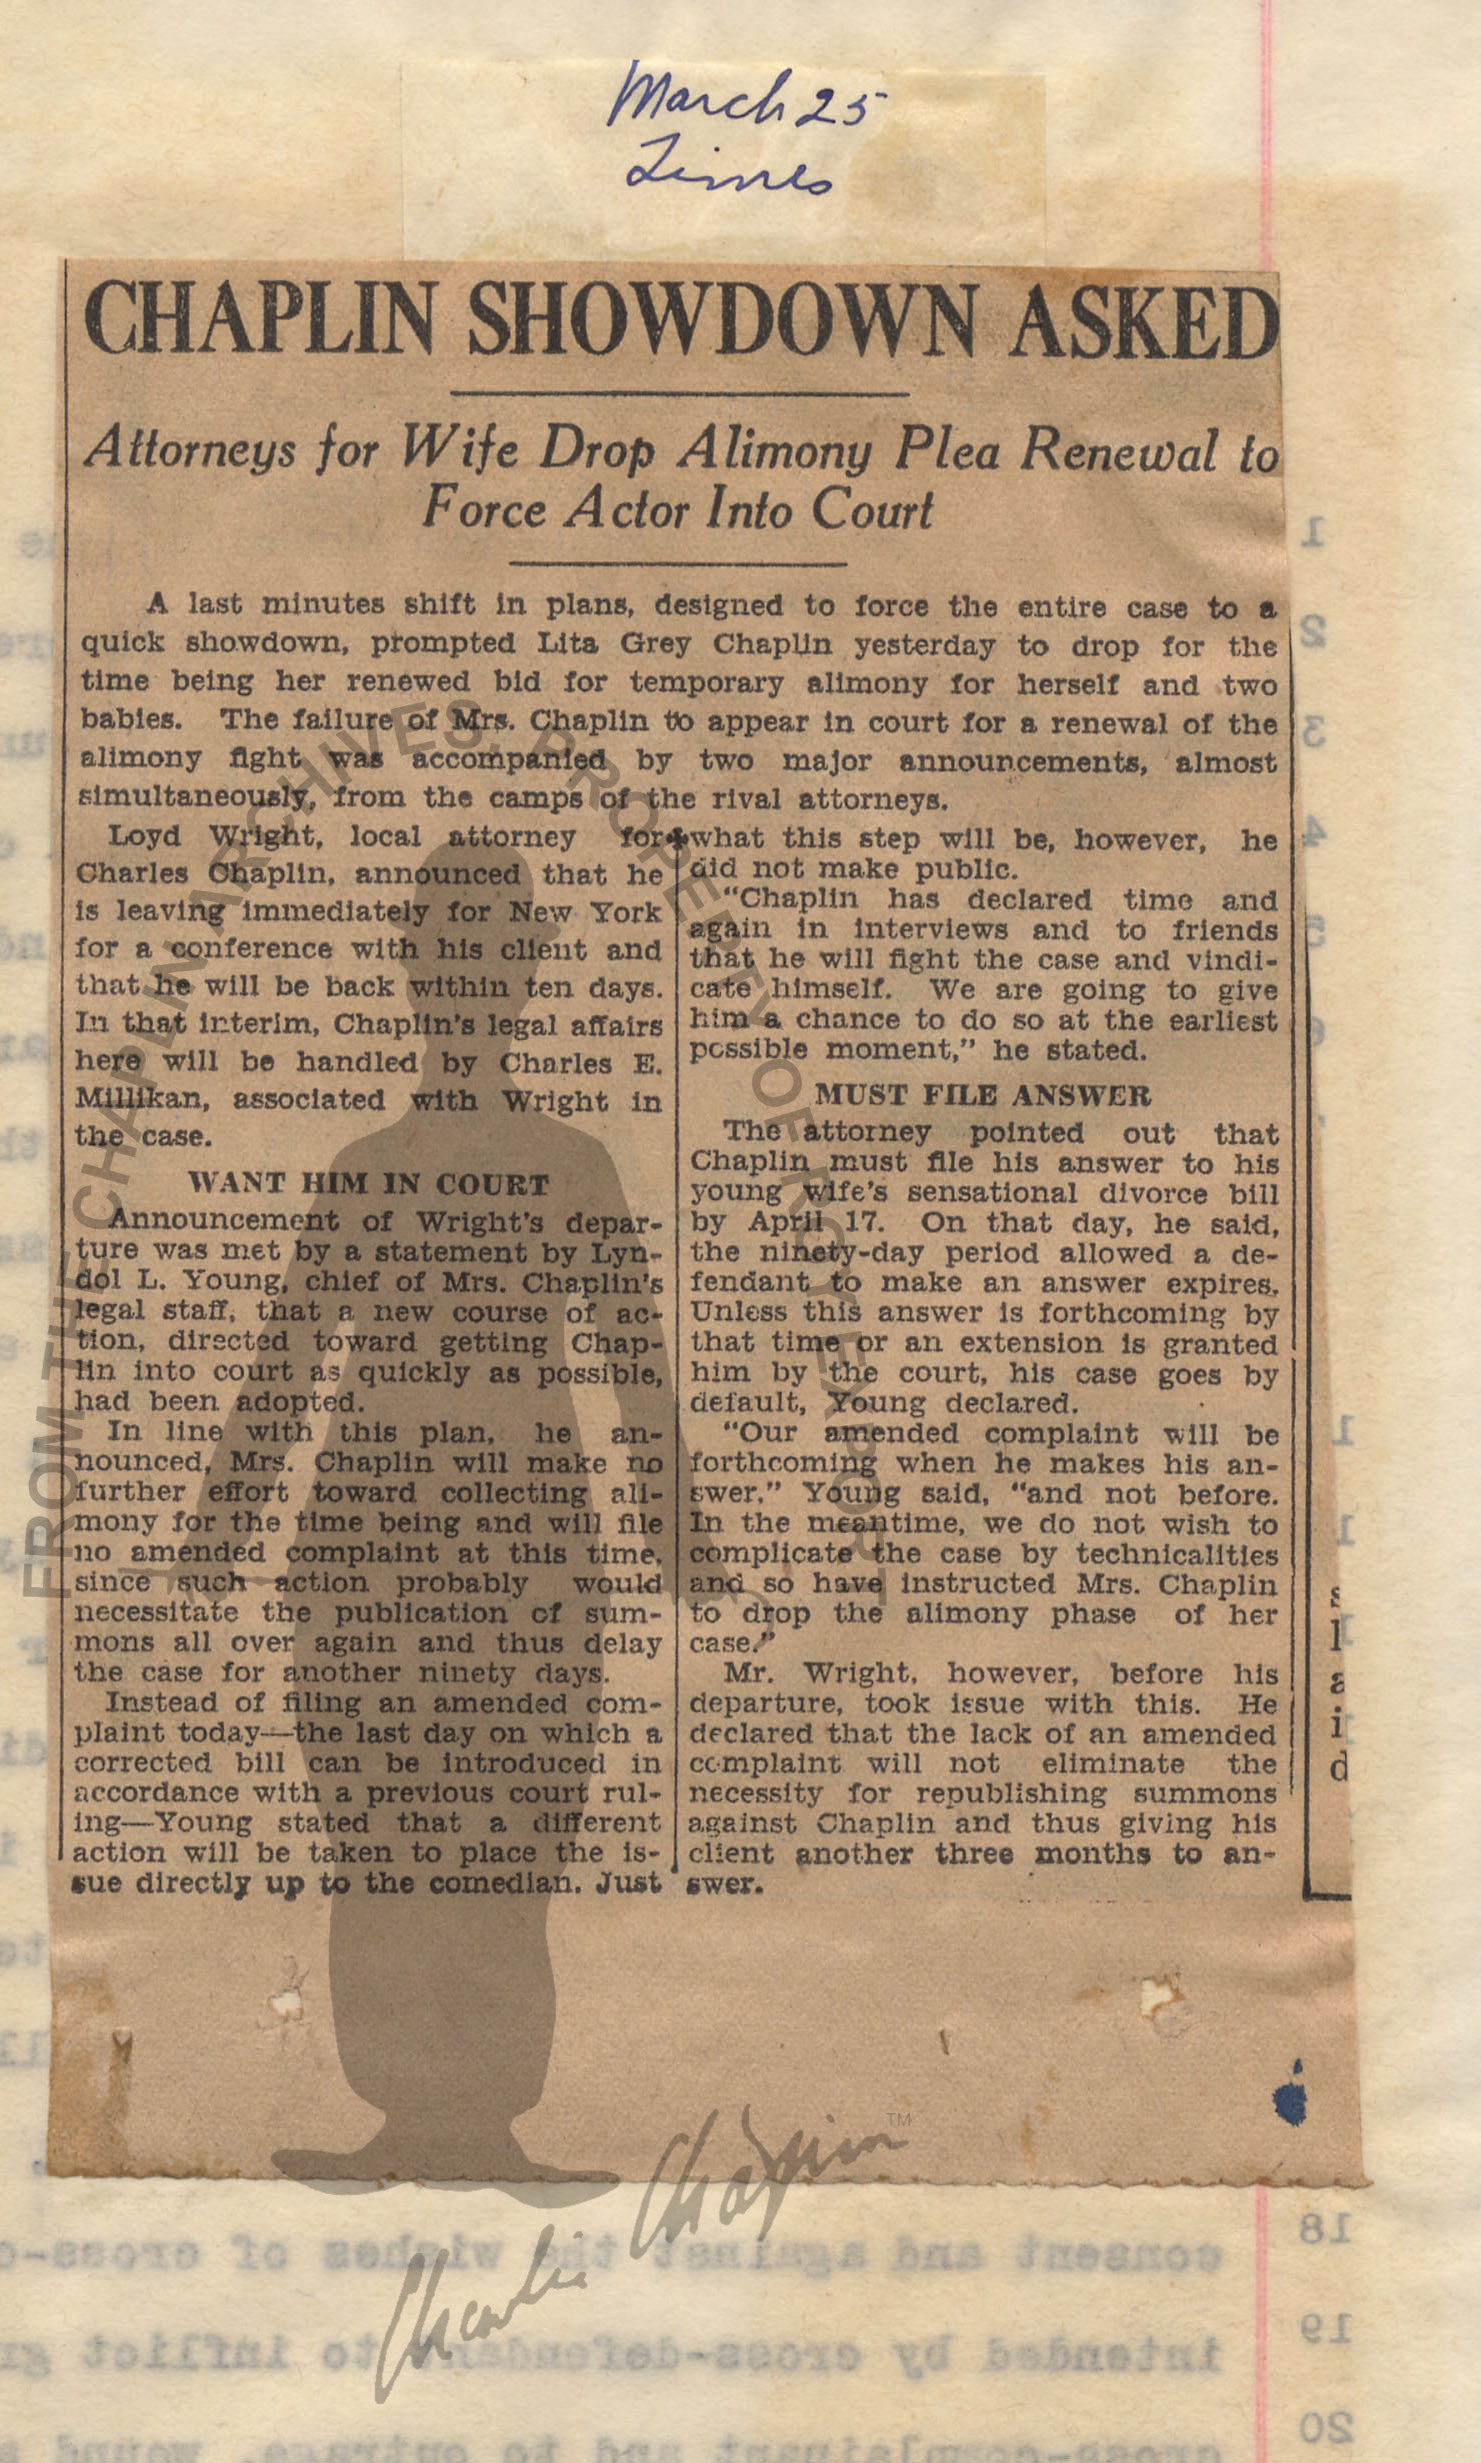 March 25
Times
CHAPLIN SHOWDOWN ASKED
Attorneys for Wife Drop Alimony Plea Renewal to
Force Actor Into Court
A last minutes shift in plans, designed to force the entire case to a
quick showdown, prompted Lita Grey Chaplin yesterday to drop for the
time being her renewed bid for temporary alimony for herself and two
babies. The failure of Mrs. Chaplin to appear in court for a renewal of the
alimony fight was accompanied by two major announcements, almost
simultaneously, from the camps of the rival attorneys.
Loyd Wright, local attorney for
Charles Chaplin, announced that he
is leaving immediately for New York
for a conference with his client and
that he will be back within ten days.
In that interim, Chaplin's legal affairs
here will be handled by Charles E.
Millikan, associated with Wright in
the case.
WANT HIM IN COURT
Announcement of Wright's depar-
ture was met by a statement by Lyn-
dol L. Young, chief of Mrs. Chaplin's
legal staff, that a new course of ac-
tion, directed toward getting Chap-
lin into court as quickly as possible,
had been adopted.
In line with this plan, he an-
nounced, Mrs. Chaplin will make no
further effort toward collecting ali-
mony for the time being and will file
no amended complaint at this time,
since such action probably would
necessitate the publication of sum-
mons all over again and thus delay
the case for another ninety days.
Instead of filing an amended com-
plaint today—the last day on which a
corrected bill can be introduced in
accordance with a previous court rul-
ing—Young stated that a different
action will be taken to place the is-
sue directly up to the comedian. Just
what this step will be, however, he
did not make public.
"Chaplin has declared time and
again in interviews and to friends
that he will fight the case and vindi-
cate himself. We are going to give
him a chance to do so at the earliest
possible moment," he stated.
MUST FILE ANSWER
The attorney pointed out that
Chaplin must file his answer to his
young wife's sensational divorce bill
by April 17. On that day, he said,
the ninety-day period allowed a de-
fendant to make an answer expires.
Unless this answer is forthcoming by
that time or an extension is granted
him by the court, his case goes by
default, Young declared.
"Our amended complaint will be
forthcoming when he makes his an-
swer," Young said, "and not before.
In the meantime, we do not wish to
complicate the case by technicalities
and so have instructed Mrs. Chaplin
to drop the alimony phase of her
case."
Mr. Wright, however, before his
departure, took issue with this. He
declared that the lack of an amended
complaint will not eliminate the
necessity for republishing summons
against Chaplin and thus giving his
client another three months to an-
swer.
FROM THE CHAPLIN ARCHIVES, PROPERTY OF ROY EXPORT
Charlie Chaplin TM
18
consent and against the wishes of cross-
19
intended by cross-defendant to inflict
20
cross-complainant and to outrage, wound